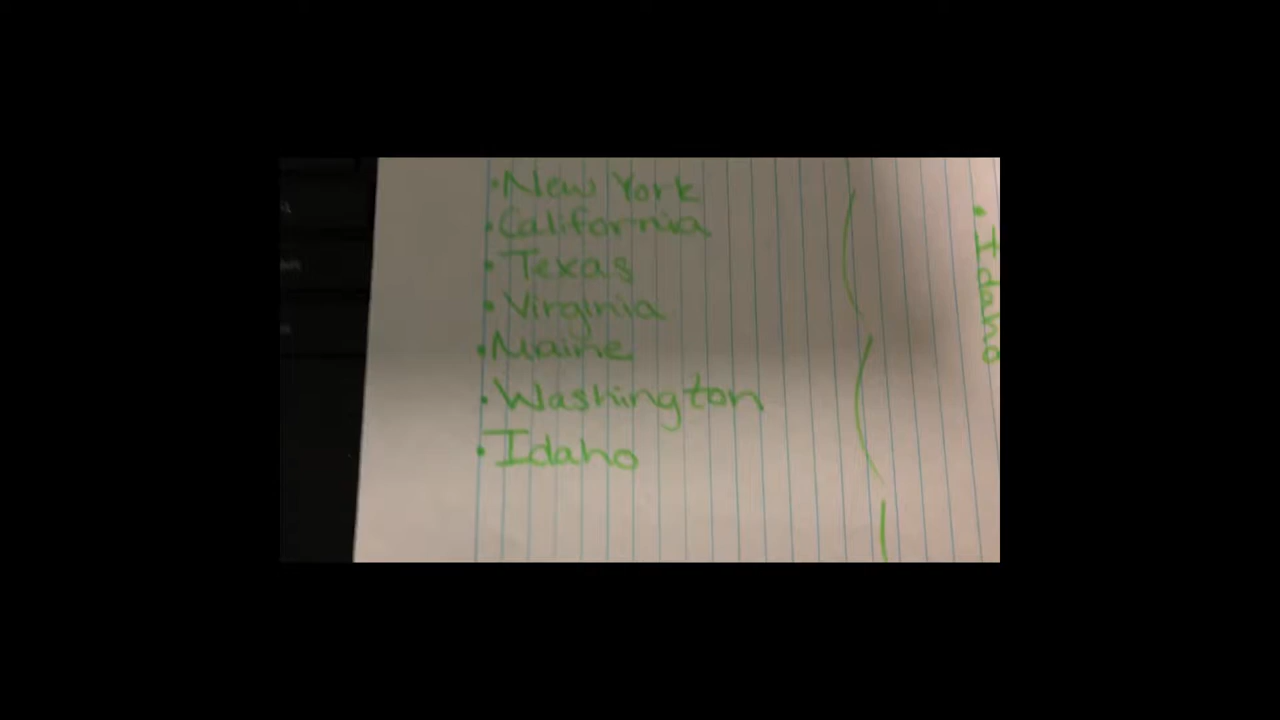 •New York
•California
•Texas
•Virginia
•Maine
•Washington
•Idaho
•Idaho